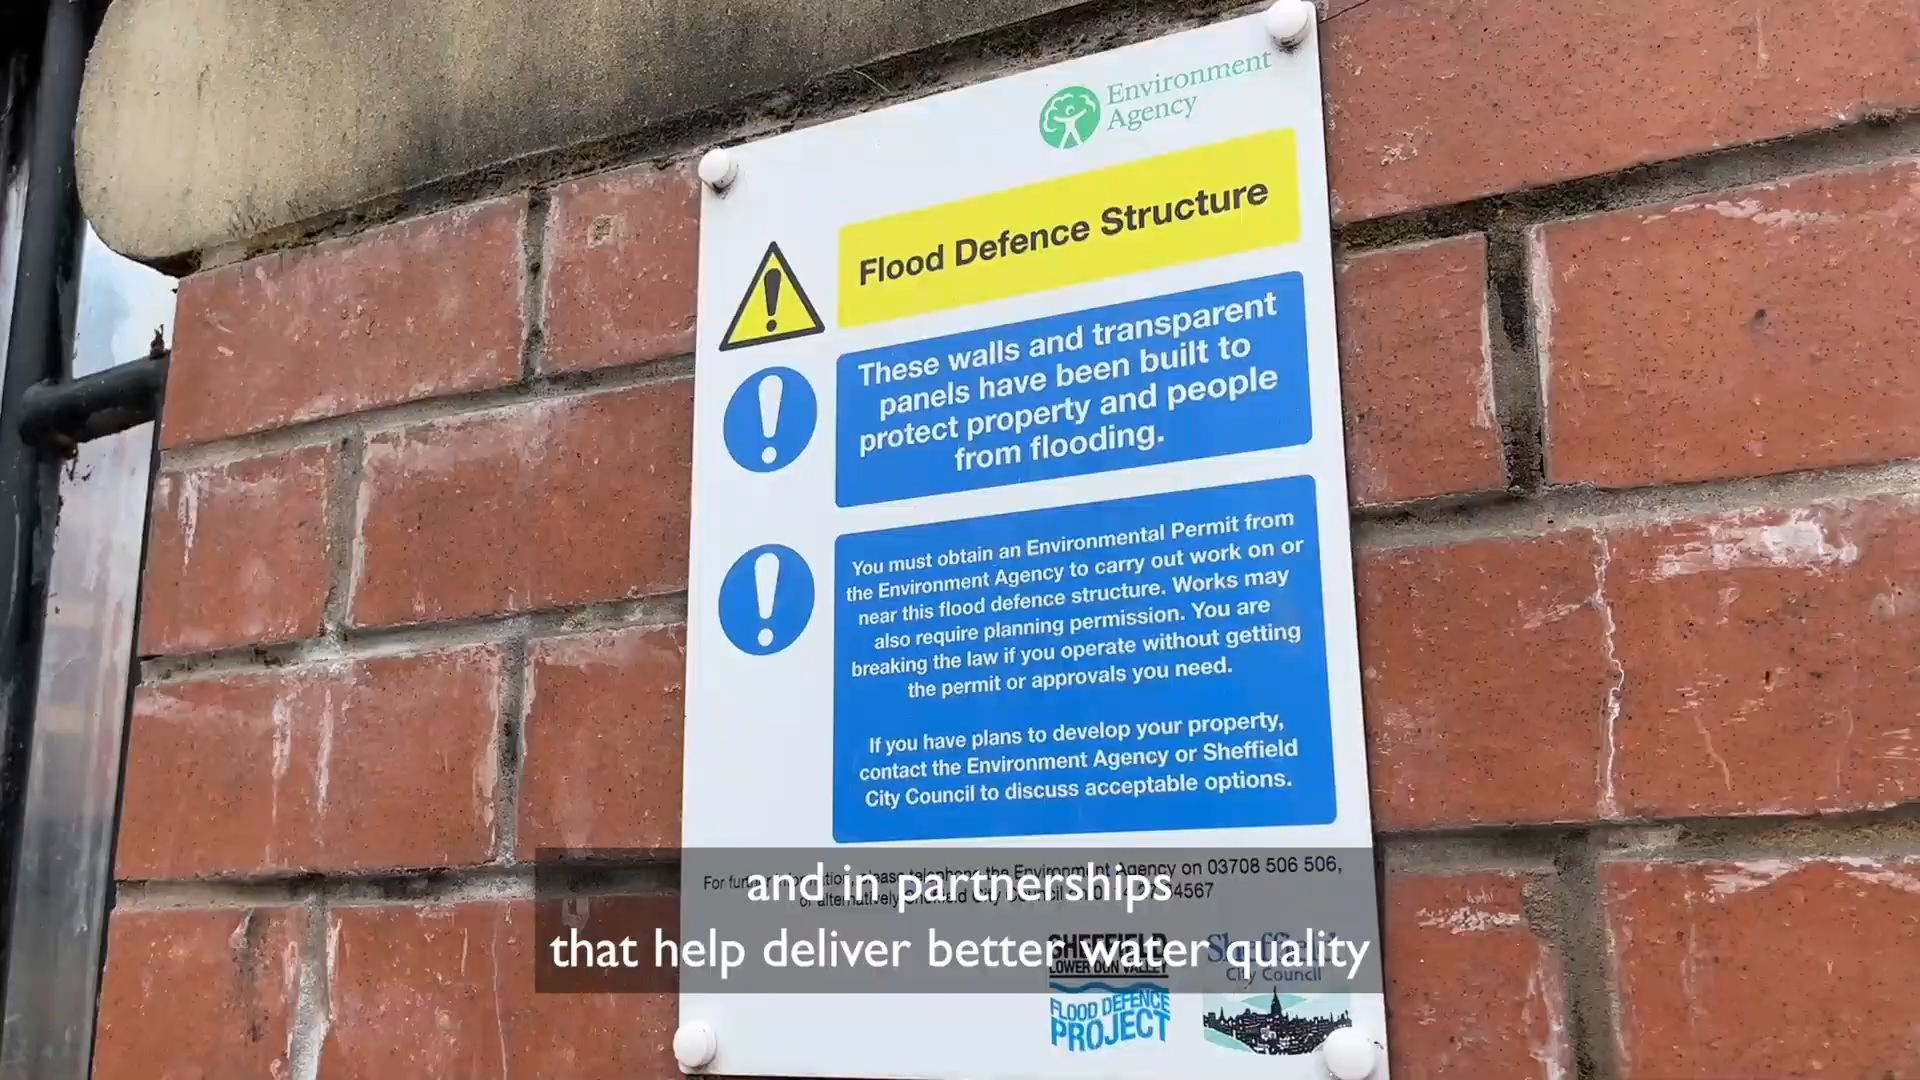 Environment
Agency
Flood Defence Structure
These walls and transparent
panels have been built to
protect property and people
from flooding.
You must obtain an Environmental Permit from
the Environment Agency to carry out work on or
near this flood defence structure. Works may
also require planning permission. You are
breaking the law if you operate without getting
the permit or approvals you need.
If you have plans to develop your property,
contact the Environment Agency or Sheffield
City Council to discuss acceptable options.
For further information, please telephone the Environment Agency on 03708 506 506,
or alternatively Sheffield City Council 4567
and in partnerships
that help deliver better water quality
SHEFFIELD
LOWER DON VALLEY
FLOOD DEFENCE
PROJECT
Sheffield
City Council